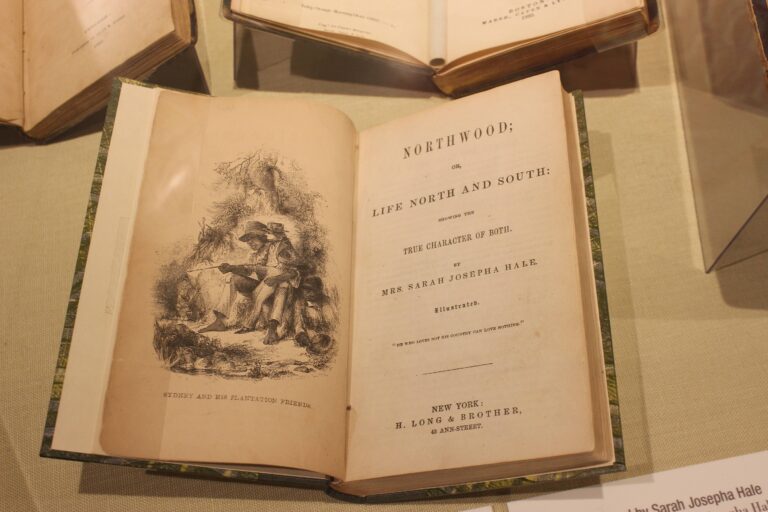 BOSTON
NORTHWOOD;
OR,
LIFE NORTH AND SOUTH:
SHOWING THE
TRUE CHARACTER OF BOTH.
BY
MRS. SARAH JOSEPHA HALE.
Illustrated.
"HE WHO LOVES NOT HIS COUNTRY CAN LOVE NOTHING."
NEW YORK:
H. LONG & BROTHER,
43 ANN-STREET.
SYDNEY AND HIS PLANTATION FRIENDS.
by Sarah Josepha Hale